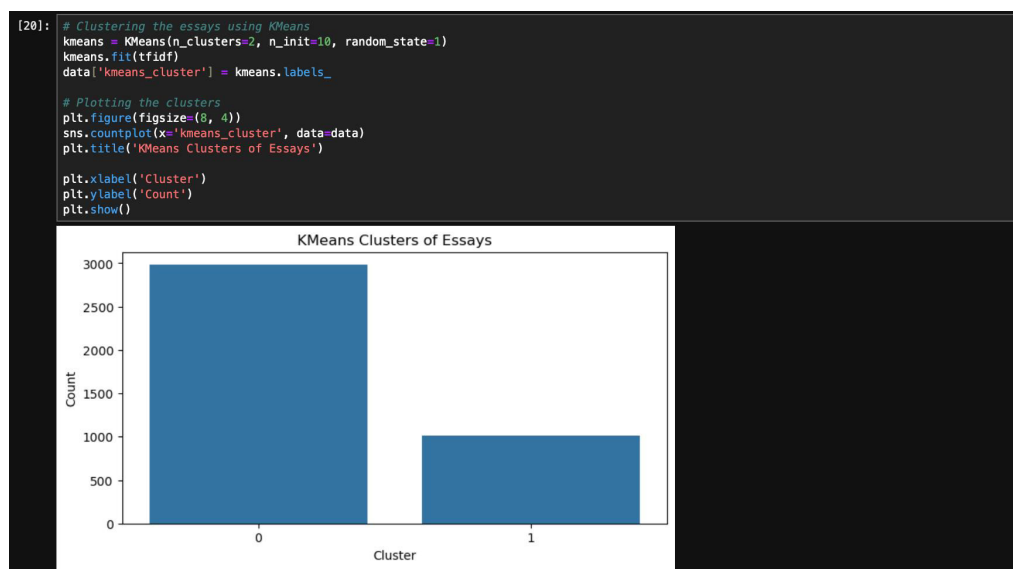 [20]: # Clustering the essays using KMeans
kmeans = KMeans(n_clusters=2, n_init=10, random_state=1)
kmeans.fit(tfidf)
data['kmeans_cluster'] = kmeans.labels_
# Plotting the clusters
plt.figure(figsize=(8, 4))
sns.countplot(x='kmeans_cluster', data=data)
plt.title('KMeans Clusters of Essays')
plt.xlabel('Cluster')
plt.ylabel('Count')
plt.show()
KMeans Clusters of Essays
3000
2500
2000
1500
1000
500
0
Count
0 1
Cluster